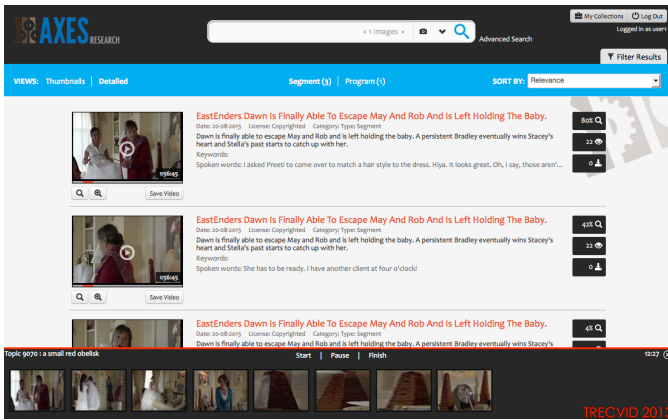 My Collections
Log Out
AXES RESEARCH
« 1 Images »
Advanced Search
Logged in as user1
Filter Results
VIEWS: Thumbnails | Detailed
Segment (3) | Program (1)
SORT BY: Relevance
EastEnders Dawn Is Finally Able To Escape May And Rob And Is Left Holding The Baby.
Date: 20-08-2013 License: Copyrighted Category: Type: Segment
Dawn is finally able to escape May and Rob and is left holding the baby. A persistent Bradley eventually wins Stacey's
heart and Stella's past starts to catch up with her.
Keywords:
Spoken words: I asked Preeti to come over to match a hair style to the dress. Hiya. It looks great. Oh, I say, those aren'...
80%
22
0
1:56:45
Save Video
EastEnders Dawn Is Finally Able To Escape May And Rob And Is Left Holding The Baby.
Date: 20-08-2013 License: Copyrighted Category: Type: Segment
Dawn is finally able to escape May and Rob and is left holding the baby. A persistent Bradley eventually wins Stacey's
heart and Stella's past starts to catch up with her.
Keywords:
Spoken words: She has to be ready. I have another client at four o'clock!
42%
22
0
1:56:45
Save Video
EastEnders Dawn Is Finally Able To Escape May And Rob And Is Left Holding The Baby.
Date: 20-08-2013 License: Copyrighted Category: Type: Segment
Dawn is finally able to escape May and Rob and is left holding the baby. A persistent Bradley eventually wins Stacey's
4%
Topic 9070 : a small red obelisk
Start | Pause | Finish
12:27
TRECVID 201